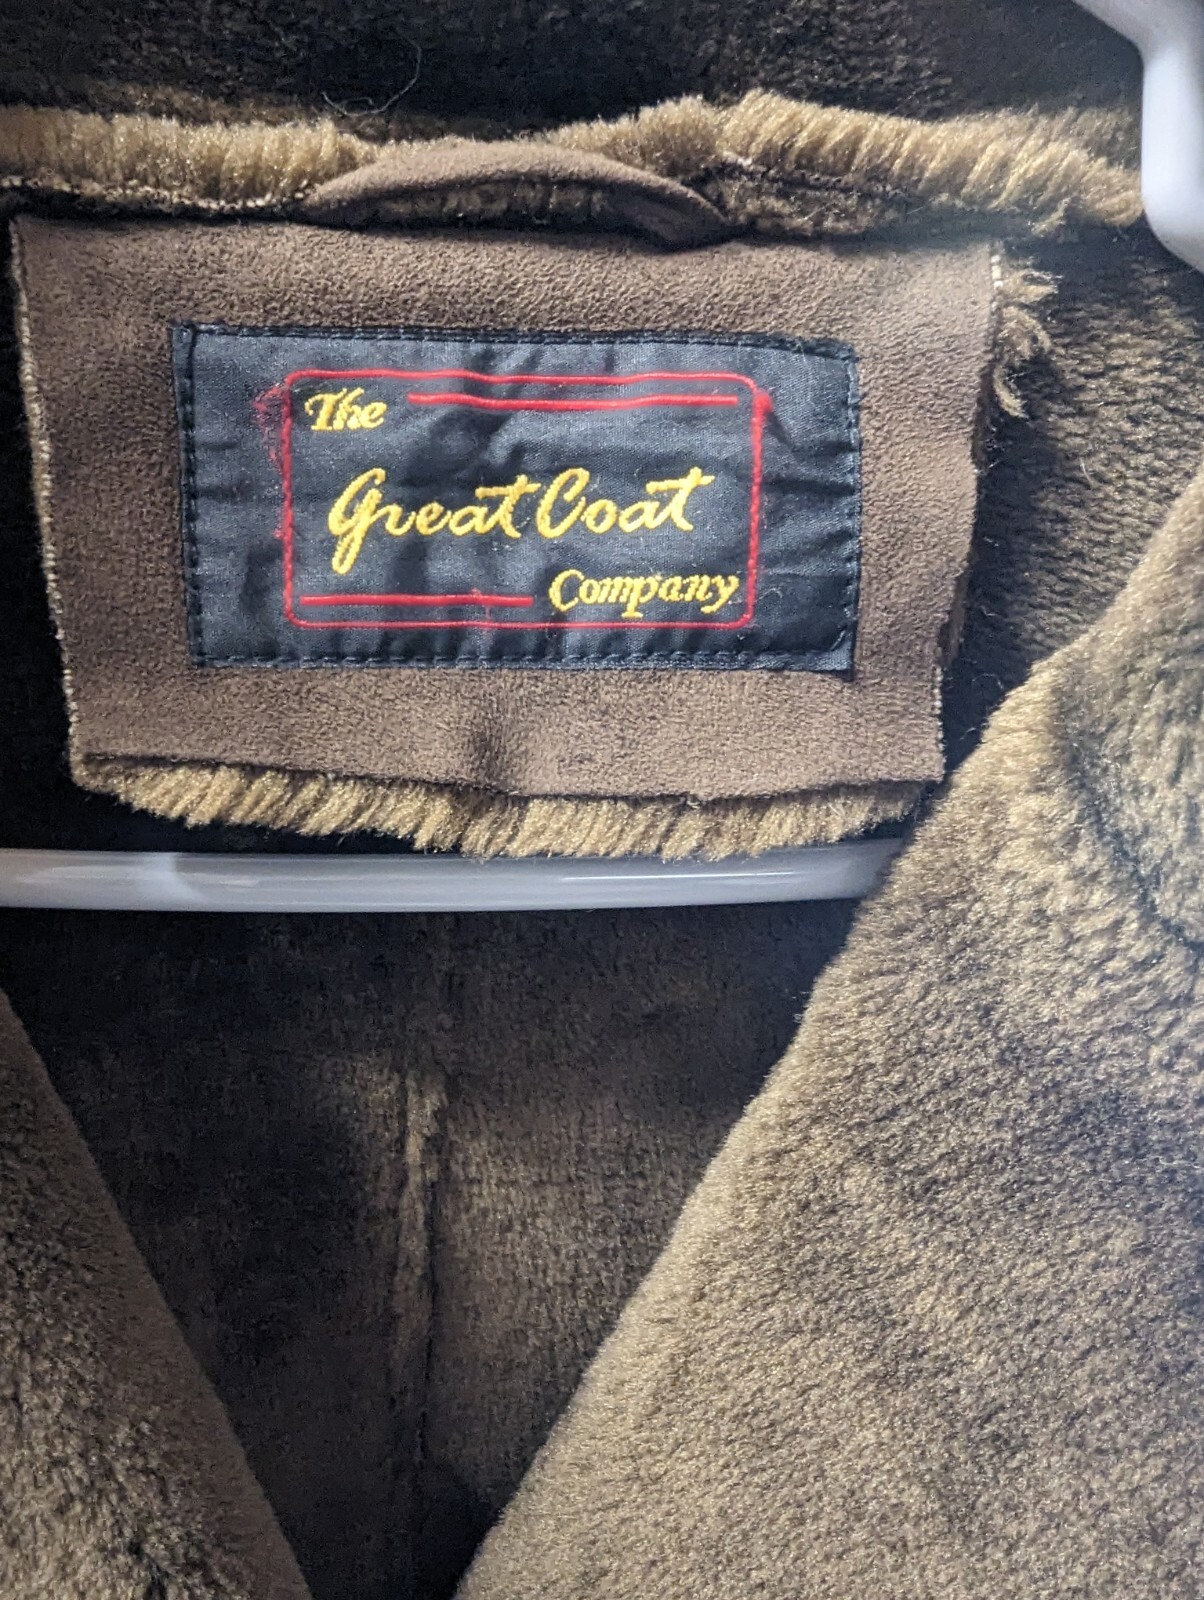 The
Great Coat
Company